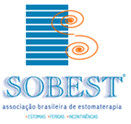 SOBEST®
associação brasileira de estomaterapia
•ESTOMIAS •FERIDAS •INCONTINÊNCIAS